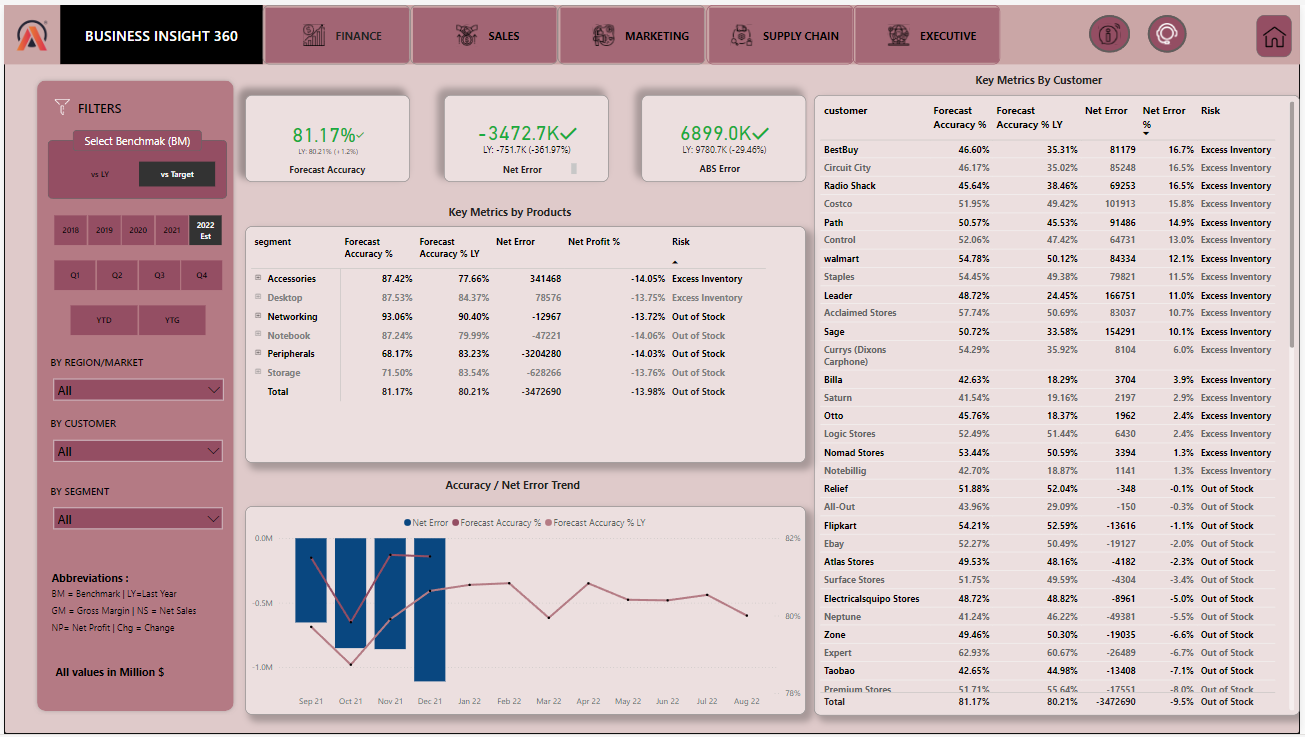 BUSINESS INSIGHT 360
FINANCE
SALES
MARKETING
SUPPLY CHAIN
EXECUTIVE
FILTERS
Select Benchmak (BM)
vs LY
vs Target
2018
2019
2020
2021
2022 Est
Q1
Q2
Q3
Q4
YTD
YTG
BY REGION/MARKET
All
BY CUSTOMER
All
BY SEGMENT
All
Abbreviations :
BM = Benchmark | LY=Last Year
GM = Gross Margin | NS = Net Sales
NP= Net Profit | Chg = Change
All values in Million $
81.17%
LY: 80.21% (+1.2%)
Forecast Accuracy
-3472.7K
LY: -751.7K (-361.97%)
Net Error
6899.0K
LY: 9780.7K (-29.46%)
ABS Error
Key Metrics by Products
segment Forecast Accuracy % Forecast Accuracy % LY Net Error Net Profit % Risk
Accessories 87.42% 77.66% 341468 -14.05% Excess Inventory
Desktop 87.53% 84.37% 78576 -13.75% Excess Inventory
Networking 93.06% 90.40% -12967 -13.72% Out of Stock
Notebook 87.24% 79.99% -47221 -14.06% Out of Stock
Peripherals 68.17% 83.23% -3204280 -14.03% Out of Stock
Storage 71.50% 83.54% -628266 -13.76% Out of Stock
Total 81.17% 80.21% -3472690 -13.98% Out of Stock
Accuracy / Net Error Trend
Net Error Forecast Accuracy % Forecast Accuracy % LY
0.0M
-0.5M
-1.0M
82%
80%
78%
Sep 21 Oct 21 Nov 21 Dec 21 Jan 22 Feb 22 Mar 22 Apr 22 May 22 Jun 22 Jul 22 Aug 22
Key Metrics By Customer
customer Forecast Accuracy % Forecast Accuracy % LY Net Error Net Error % Risk
BestBuy 46.60% 35.31% 81179 16.7% Excess Inventory
Circuit City 46.17% 35.02% 85248 16.5% Excess Inventory
Radio Shack 45.64% 38.46% 69253 16.5% Excess Inventory
Costco 51.95% 49.42% 101913 15.8% Excess Inventory
Path 50.57% 45.53% 91486 14.9% Excess Inventory
Control 52.06% 47.42% 64731 13.0% Excess Inventory
walmart 54.78% 50.12% 84334 12.1% Excess Inventory
Staples 54.45% 49.38% 79821 11.5% Excess Inventory
Leader 48.72% 24.45% 166751 11.0% Excess Inventory
Acclaimed Stores 57.74% 50.69% 83037 10.7% Excess Inventory
Sage 50.72% 33.58% 154291 10.1% Excess Inventory
Currys (Dixons Carphone) 54.29% 35.92% 8104 6.0% Excess Inventory
Billa 42.63% 18.29% 3704 3.9% Excess Inventory
Saturn 41.54% 19.16% 2197 2.9% Excess Inventory
Otto 45.76% 18.37% 1962 2.4% Excess Inventory
Logic Stores 52.49% 51.44% 6430 2.4% Excess Inventory
Nomad Stores 53.44% 50.59% 3394 1.3% Excess Inventory
Notebillig 42.70% 18.87% 1141 1.3% Excess Inventory
Relief 51.88% 52.04% -348 -0.1% Out of Stock
All-Out 43.96% 29.09% -150 -0.3% Out of Stock
Flipkart 54.21% 52.59% -13616 -1.1% Out of Stock
Ebay 52.27% 50.49% -19127 -2.0% Out of Stock
Atlas Stores 49.53% 48.16% -4182 -2.3% Out of Stock
Surface Stores 51.75% 49.59% -4304 -3.4% Out of Stock
Electricalsquipo Stores 48.72% 48.82% -8961 -5.0% Out of Stock
Neptune 41.24% 46.22% -49381 -5.5% Out of Stock
Zone 49.46% 50.30% -19035 -6.6% Out of Stock
Expert 62.93% 60.67% -26489 -6.7% Out of Stock
Taobao 42.65% 44.98% -13408 -7.1% Out of Stock
Premium Stores 51.71% 55.64% -17551 -8.0% Out of Stock
Total 81.17% 80.21% -3472690 -9.5% Out of Stock